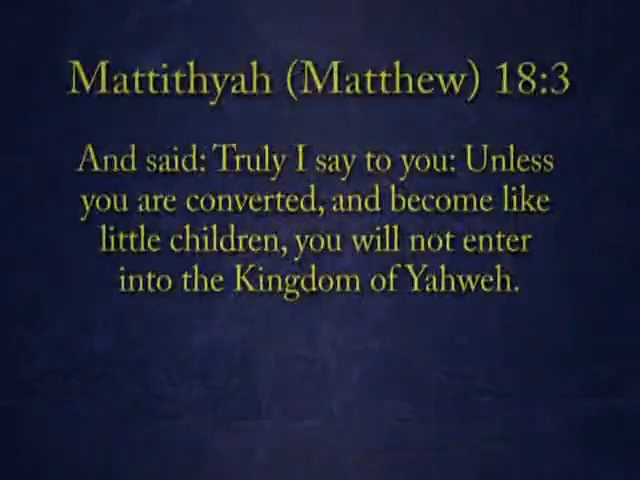 Mattithyah (Matthew) 18:3
And said: Truly I say to you: Unless
you are converted, and become like
little children, you will not enter
into the Kingdom of Yahweh.